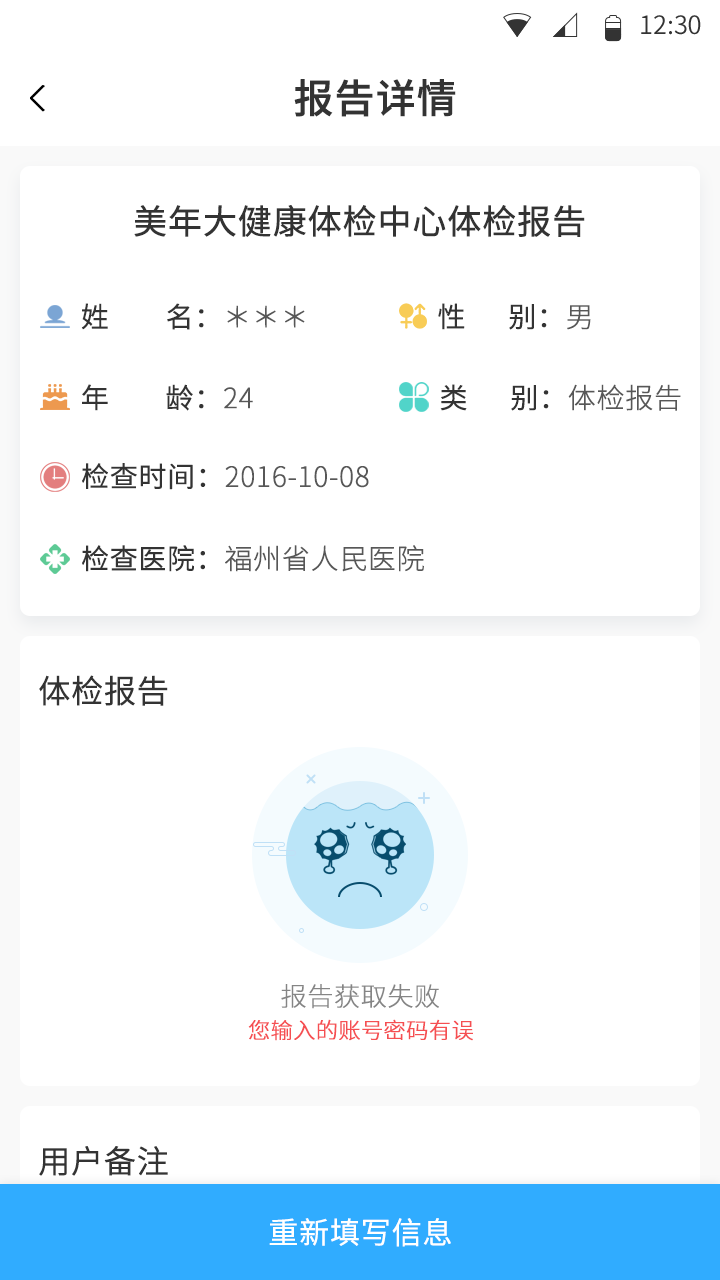 12:30
报告详情
美年大健康体检中心体检报告
姓名：＊＊＊ 性别：男
年龄：24 类别：体检报告
检查时间：2016-10-08
检查医院：福州省人民医院
体检报告
报告获取失败
您输入的账号密码有误
用户备注
重新填写信息